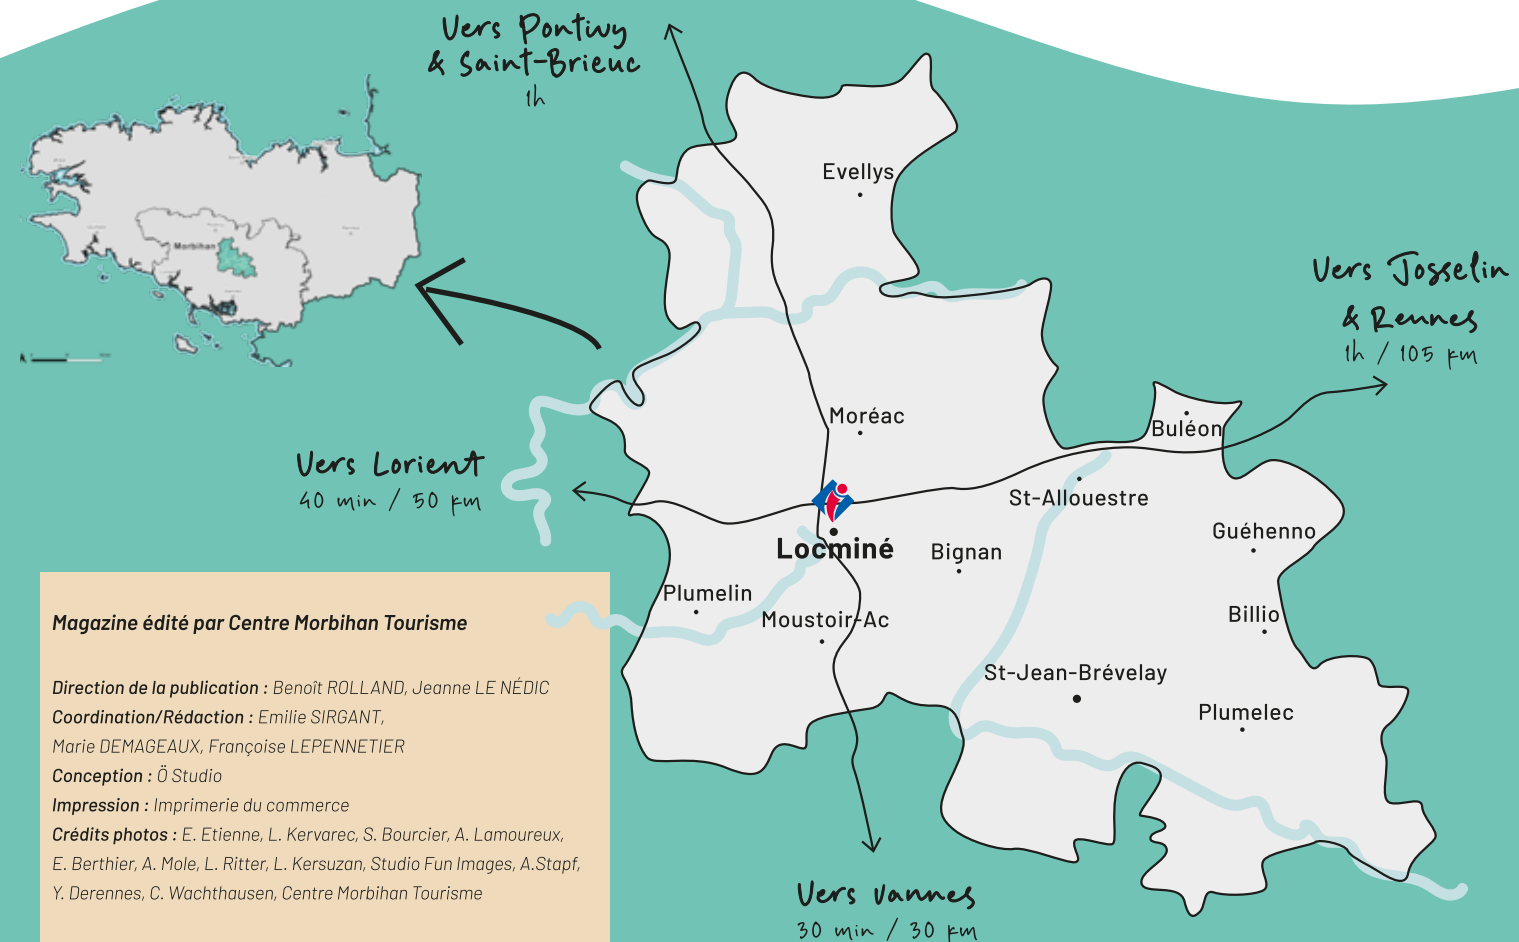 Vers Pontivy
& Saint-Brieuc
1h
Evellys
Morbihan
Vers Josselin
& Rennes
1h / 105 km
Moréac
Buléon
Vers Lorient
40 min / 50 km
St-Allouestre
Guéhenno
Locminé
Bignan
Plumelin
Moustoir-Ac
Billio
St-Jean-Brévelay
Plumelec
Vers Vannes
30 min / 30 km
Magazine édité par Centre Morbihan Tourisme
Direction de la publication : Benoît ROLLAND, Jeanne LE NÉDIC
Coordination/Rédaction : Emilie SIRGANT,
Marie DEMAGEAUX, Françoise LEPENNETIER
Conception : Ö Studio
Impression : Imprimerie du commerce
Crédits photos : E. Etienne, L. Kervarec, S. Bourcier, A. Lamoureux,
E. Berthier, A. Mole, L. Ritter, L. Kersuzan, Studio Fun Images, A.Stapf,
Y. Derennes, C. Wachthausen, Centre Morbihan Tourisme